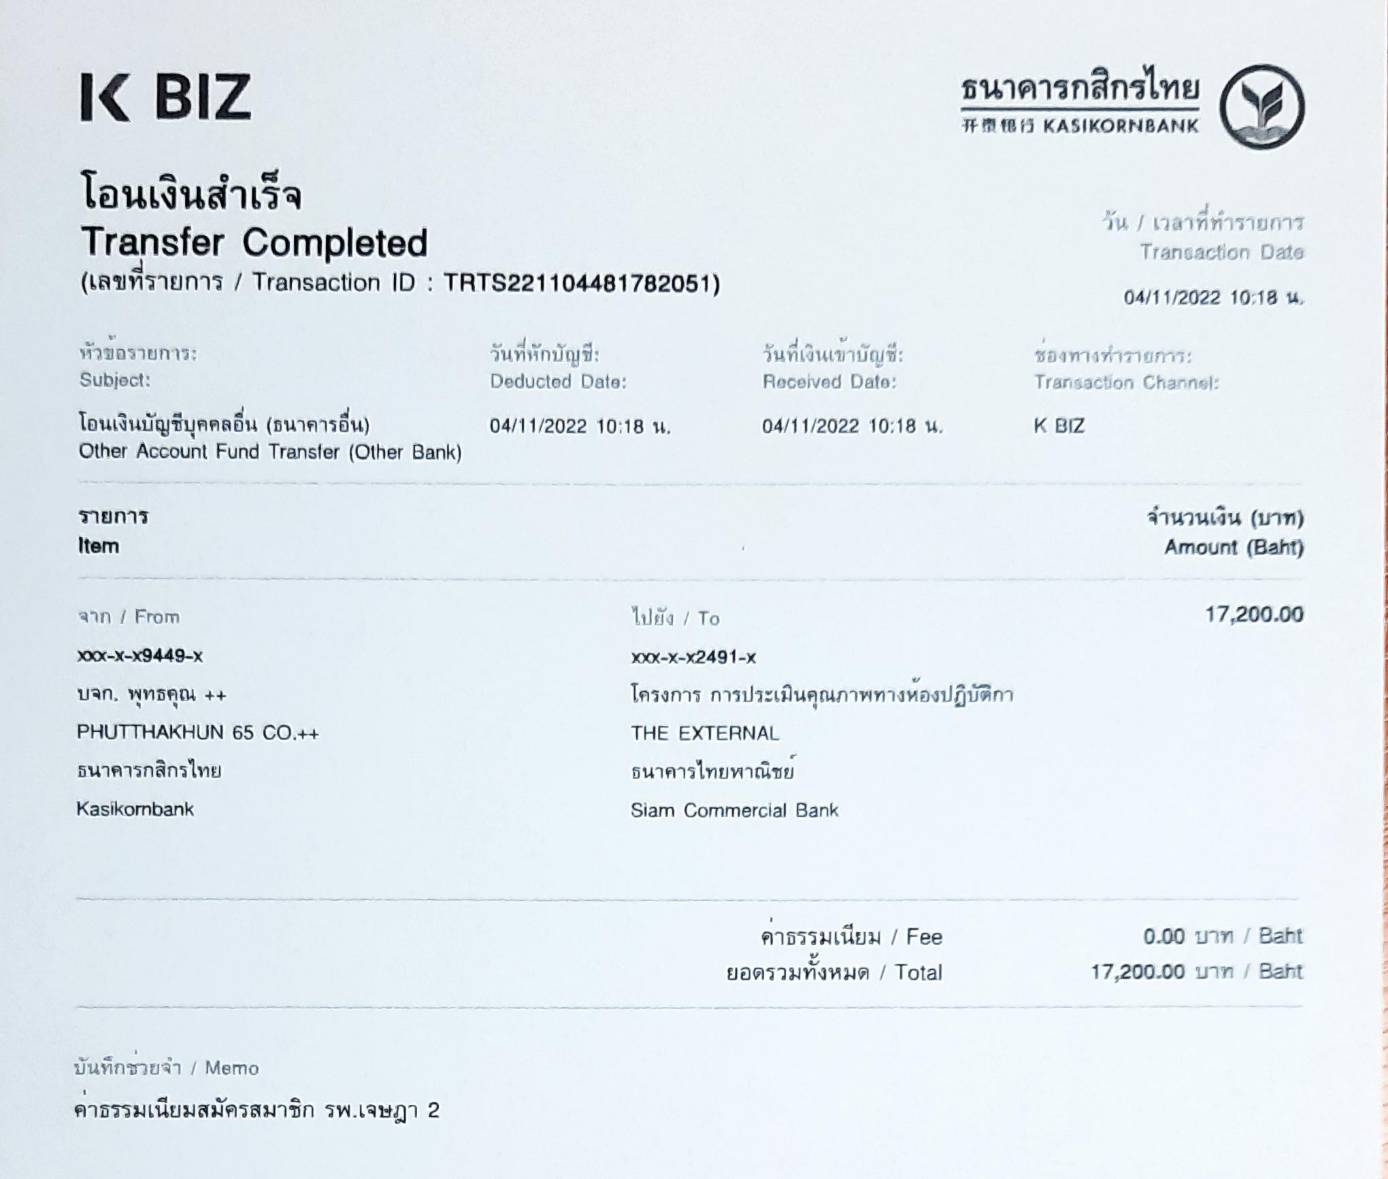 K BIZ
ธนาคารกสิกรไทย
开泰银行 KASIKORNBANK
โอนเงินสำเร็จ
Transfer Completed
(เลขที่รายการ / Transaction ID : TRTS221104481782051)
วัน / เวลาที่ทำรายการ
Transaction Date
04/11/2022 10:18 น.
หัวข้อรายการ: วันที่หักบัญชี: วันที่เงินเข้าบัญชี: ช่องทางทำรายการ:
Subject: Deducted Date: Received Date: Transaction Channel:
โอนเงินบัญชีบุคคลอื่น (ธนาคารอื่น) 04/11/2022 10:18 น. 04/11/2022 10:18 น. K BIZ
Other Account Fund Transfer (Other Bank)
รายการ จำนวนเงิน (บาท)
Item Amount (Baht)
จาก / From ไปยัง / To 17,200.00
xxx-x-x9449-x xxx-x-x2491-x
บจก. พุทธคุณ ++ โครงการ การประเมินคุณภาพทางห้องปฏิบัติกา
PHUTTHAKHUN 65 CO.++ THE EXTERNAL
ธนาคารกสิกรไทย ธนาคารไทยพาณิชย์
Kasikornbank Siam Commercial Bank
ค่าธรรมเนียม / Fee 0.00 บาท / Baht
ยอดรวมทั้งหมด / Total 17,200.00 บาท / Baht
บันทึกช่วยจำ / Memo
ค่าธรรมเนียมสมัครสมาชิก รพ.เจษฎา 2